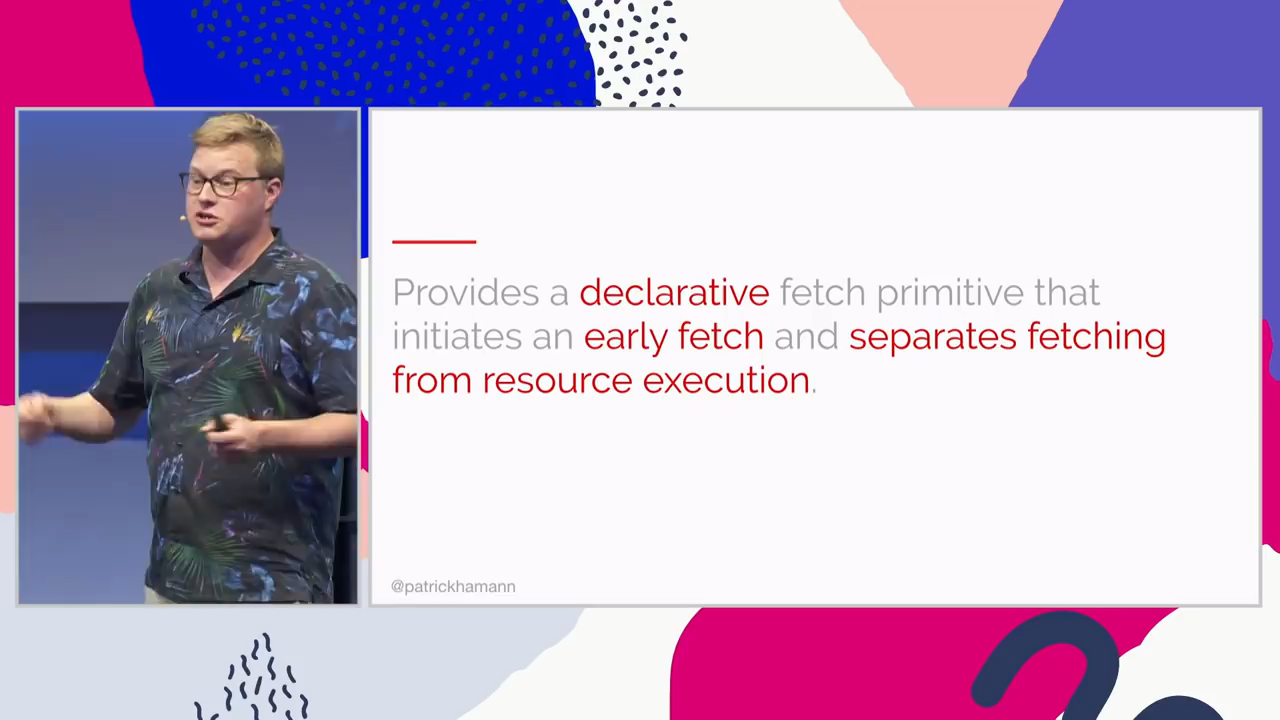 Provides a declarative fetch primitive that
initiates an early fetch and separates fetching
from resource execution.
@patrickhamann